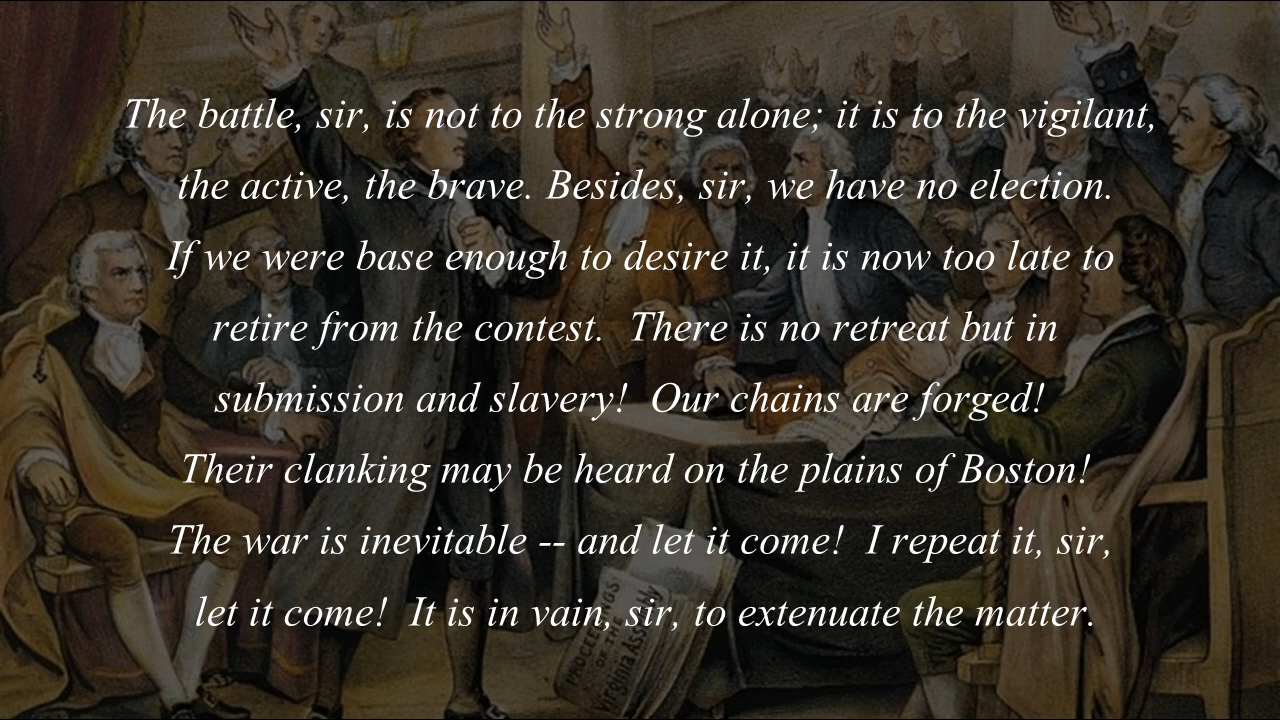 The battle, sir, is not to the strong alone; it is to the vigilant,
the active, the brave. Besides, sir, we have no election.
If we were base enough to desire it, it is now too late to
retire from the contest.  There is no retreat but in
submission and slavery!  Our chains are forged!
Their clanking may be heard on the plains of Boston!
The war is inevitable -- and let it come!  I repeat it, sir,
let it come!  It is in vain, sir, to extenuate the matter.
PROCEEDINGS
OF
Virginia Assembly